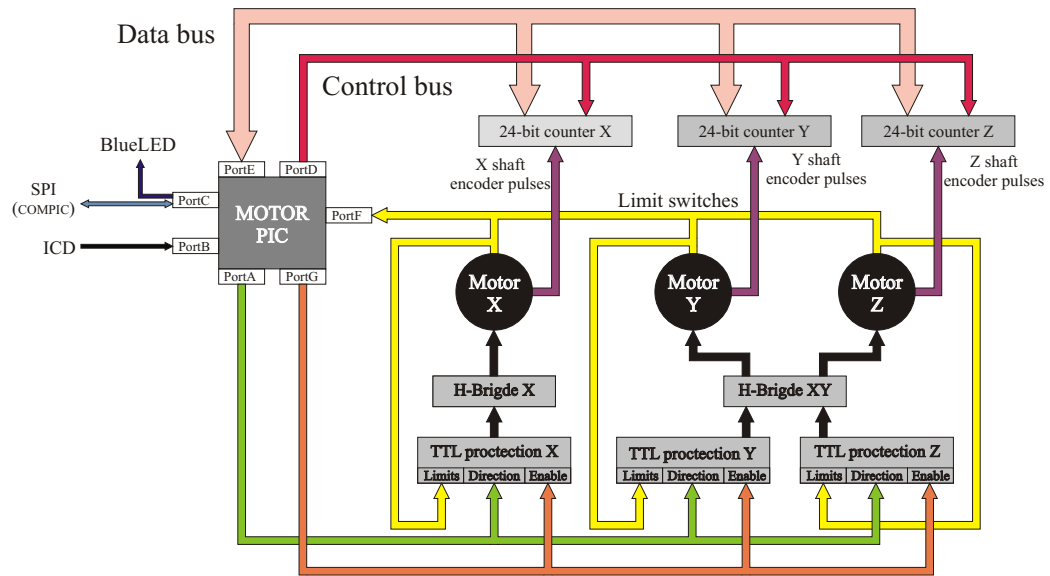 Data bus
Control bus
24-bit counter X
24-bit counter Y
24-bit counter Z
BlueLED
PortE
PortD
X shaft
encoder pulses
Y shaft
encoder pulses
Z shaft
encoder pulses
SPI
(COMPIC)
PortC
MOTOR
PIC
PortF
Limit switches
ICD
PortB
PortA
PortG
Motor
X
Motor
Y
Motor
Z
H-Brigde X
H-Brigde XY
TTL proctection X
TTL proctection Y
TTL proctection Z
Limits
Direction
Enable
Limits
Direction
Enable
Limits
Direction
Enable